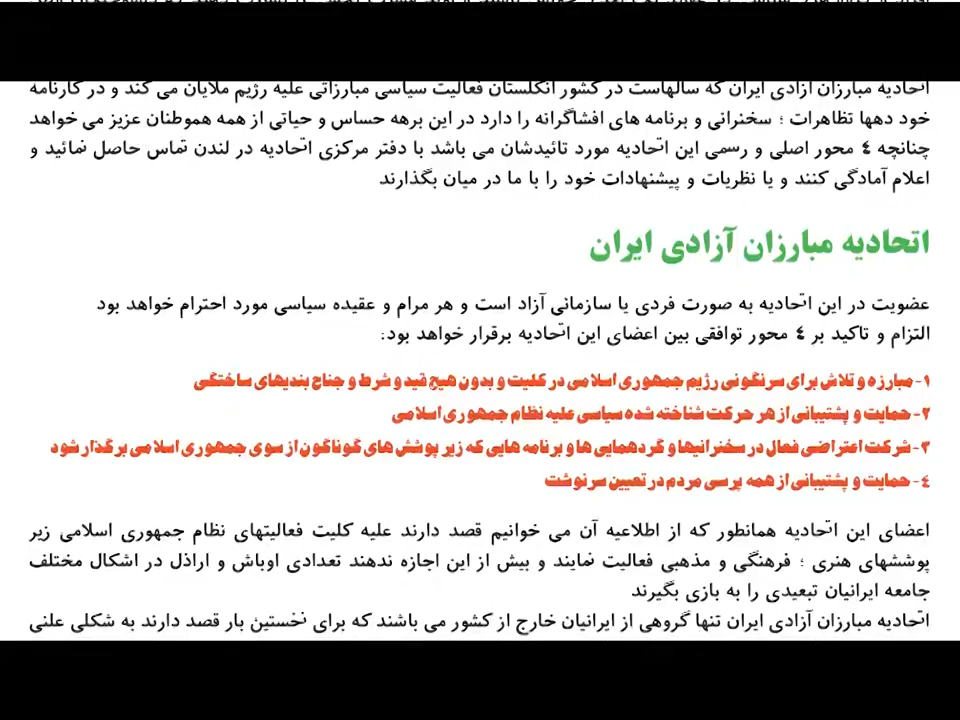 اتحادیه مبارزان آزادی ایران که سالهاست در کشور انگلستان فعالیت سیاسی مبارزاتی علیه رژیم ملایان می کند و در کارنامه
خود دهها تظاهرات ؛ سخنرانی و برنامه های افشاگرانه را دارد در این برهه حساس و حیاتی از همه هموطنان عزیز می خواهد
چنانچه ٤ محور اصلی و رسمی این اتحادیه مورد تائیدشان می باشد با دفتر مرکزی اتحادیه در لندن تماس حاصل نمائید و
اعلام آمادگی کنند و یا نظریات و پیشنهادات خود را با ما در میان بگذارند
اتحادیه مبارزان آزادی ایران
عضویت در این اتحادیه به صورت فردی یا سازمانی آزاد است و هر مرام و عقیده سیاسی مورد احترام خواهد بود
التزام و تاکید بر ٤ محور توافقی بین اعضای این اتحادیه برقرار خواهد بود:
۱- مبارزه و تلاش برای سرنگونی رژیم جمهوری اسلامی در کلیت و بدون هیچ قید و شرط و جناح بندیهای ساختگی
۲- حمایت و پشتیبانی از هر حرکت شناخته شده سیاسی علیه نظام جمهوری اسلامی
۳- شرکت اعتراضی فعال در سخنرانیها و گردهمایی ها و برنامه هایی که زیر پوشش های گوناگون از سوی جمهوری اسلامی برگذار شود
٤- حمایت و پشتیبانی از همه پرسی مردم در تعیین سرنوشت
اعضای این اتحادیه همانطور که از اطلاعیه آن می خوانیم قصد دارند علیه کلیت فعالیتهای نظام جمهوری اسلامی زیر
پوششهای هنری ؛ فرهنگی و مذهبی فعالیت نمایند و بیش از این اجازه ندهند تعدادی اوباش و اراذل در اشکال مختلف
جامعه ایرانیان تبعیدی را به بازی بگیرند
اتحادیه مبارزان آزادی ایران تنها گروهی از ایرانیان خارج از کشور می باشند که برای نخستین بار قصد دارند به شکلی علنی